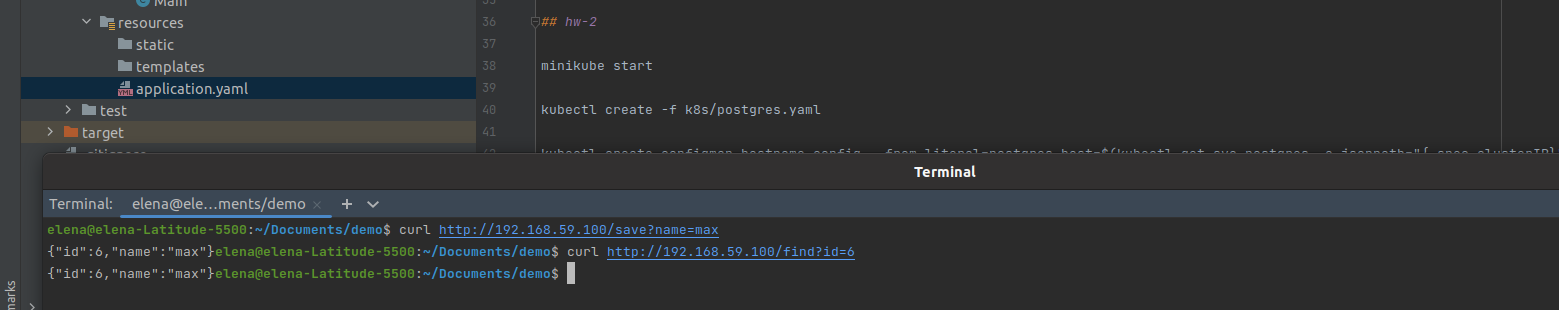 Main
resources
static
templates
application.yaml
test
target
35
36 ## hw-2
37
38 minikube start
39
40 kubectl create -f k8s/postgres.yaml
41
Terminal
Terminal: elena@ele...ments/demo × +
elena@elena-Latitude-5500:~/Documents/demo$ curl http://192.168.59.100/save?name=max
{"id":6,"name":"max"}elena@elena-Latitude-5500:~/Documents/demo$ curl http://192.168.59.100/find?id=6
{"id":6,"name":"max"}elena@elena-Latitude-5500:~/Documents/demo$
marks